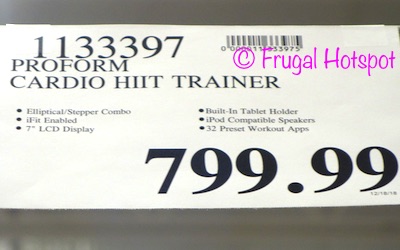 1133397
0000011133975
© Frugal Hotspot
PROFORM
CARDIO HIIT TRAINER
• Elliptical/Stepper Combo
• iFit Enabled
• 7" LCD Display
• Built-In Tablet Holder
• iPod Compatible Speakers
• 32 Preset Workout Apps
799.99
12/18/18